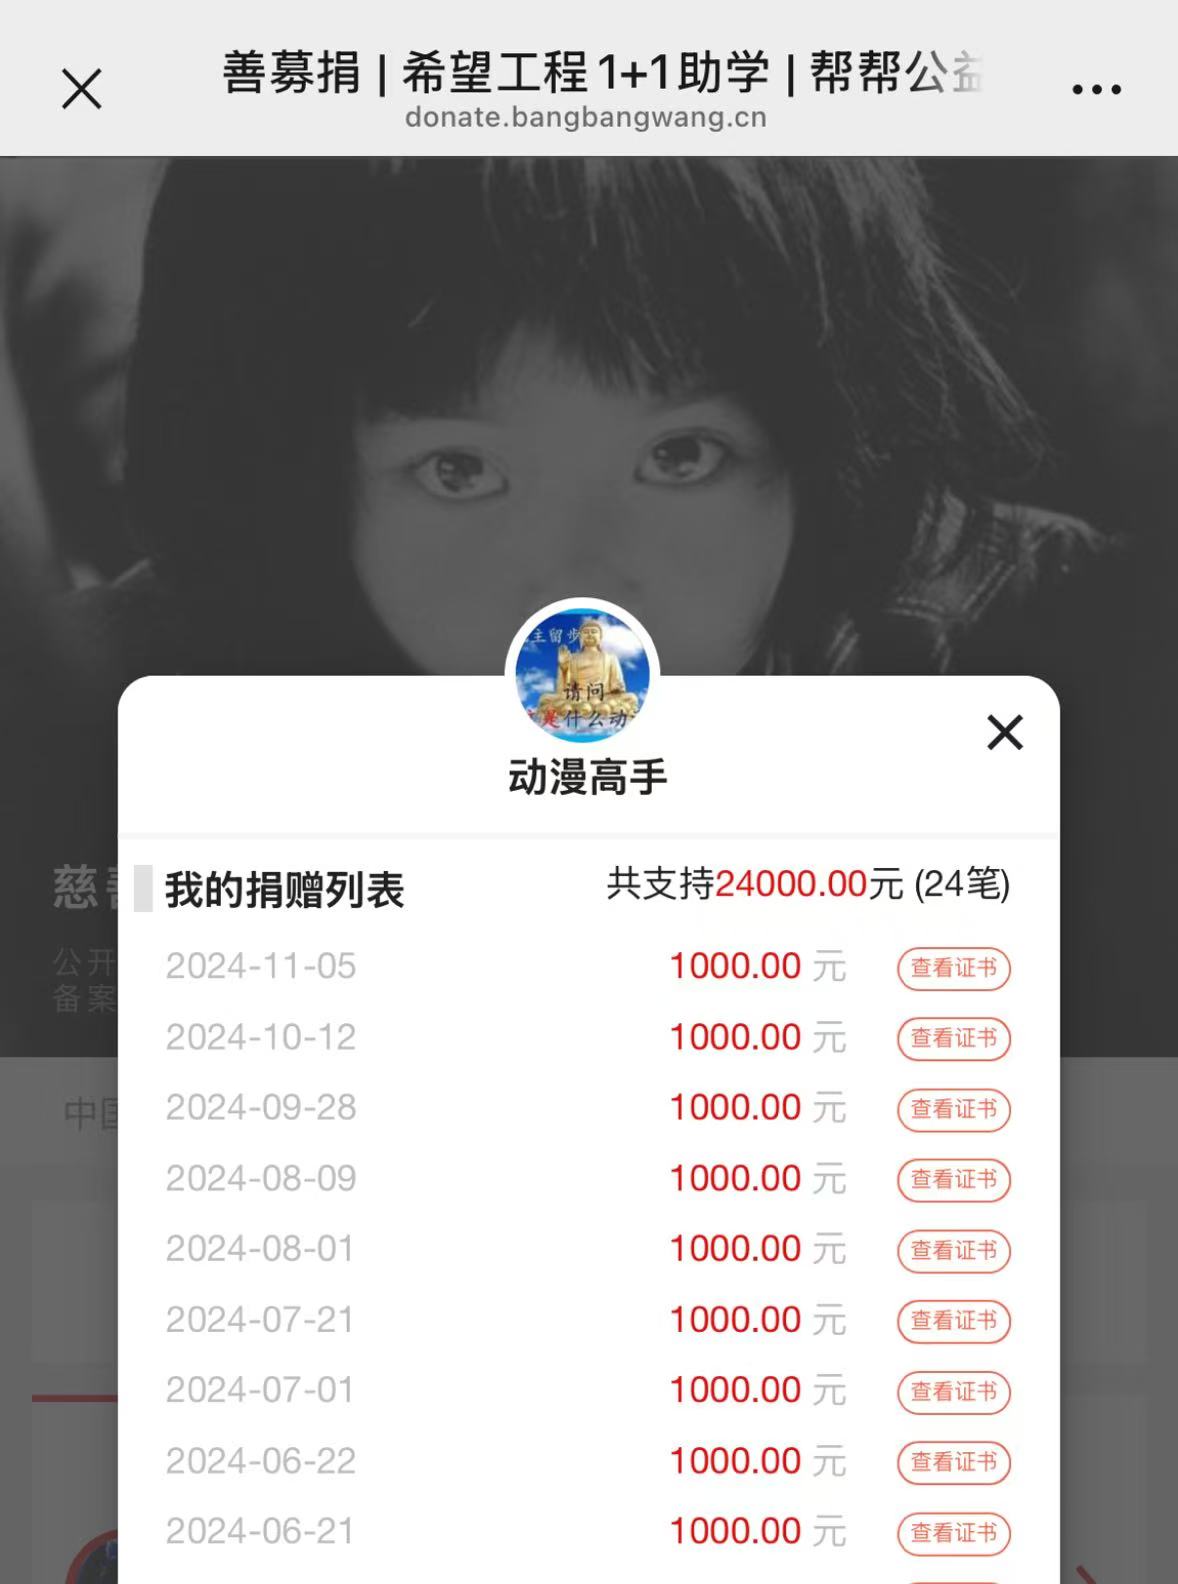 善募捐 | 希望工程1+1助学 | 帮帮公益
donate.bangbangwang.cn
主留步
请问
是什么动
动漫高手
慈善
我的捐赠列表
共支持24000.00元 (24笔)
公开
备案
2024-11-05 1000.00 元 查看证书
2024-10-12 1000.00 元 查看证书
中国
2024-09-28 1000.00 元 查看证书
2024-08-09 1000.00 元 查看证书
2024-08-01 1000.00 元 查看证书
2024-07-21 1000.00 元 查看证书
2024-07-01 1000.00 元 查看证书
2024-06-22 1000.00 元 查看证书
2024-06-21 1000.00 元 查看证书